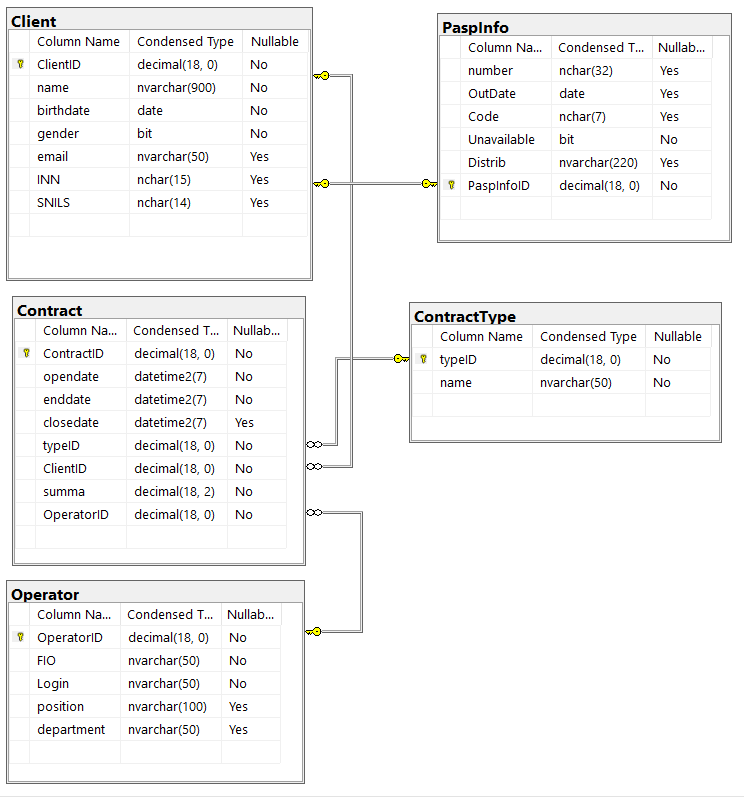 Client
Column Name Condensed Type Nullable
ClientID decimal(18, 0) No
name nvarchar(900) No
birthdate date No
gender bit No
email nvarchar(50) Yes
INN nchar(15) Yes
SNILS nchar(14) Yes
PaspInfo
Column Na... Condensed T... Nullab...
number nchar(32) Yes
OutDate date Yes
Code nchar(7) Yes
Unavailable bit No
Distrib nvarchar(220) Yes
PaspInfoID decimal(18, 0) No
Contract
Column Na... Condensed T... Nullab...
ContractID decimal(18, 0) No
opendate datetime2(7) No
enddate datetime2(7) No
closedate datetime2(7) Yes
typeID decimal(18, 0) No
ClientID decimal(18, 0) No
summa decimal(18, 2) No
OperatorID decimal(18, 0) No
ContractType
Column Name Condensed Type Nullable
typeID decimal(18, 0) No
name nvarchar(50) No
Operator
Column Na... Condensed T... Nullab...
OperatorID decimal(18, 0) No
FIO nvarchar(50) No
Login nvarchar(50) No
position nvarchar(100) Yes
department nvarchar(50) Yes